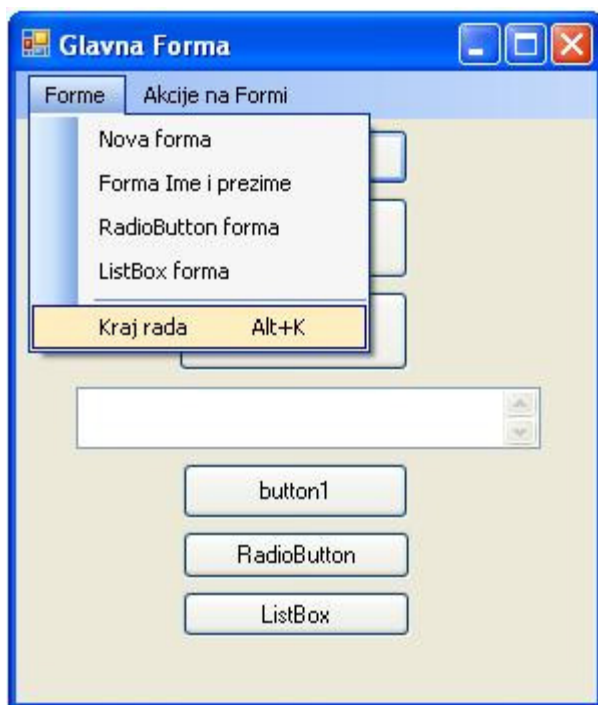 Glavna Forma
Forme Akcije na Formi
Nova forma
Forma Ime i prezime
RadioButton forma
ListBox forma
Kraj rada Alt+K
button1
RadioButton
ListBox